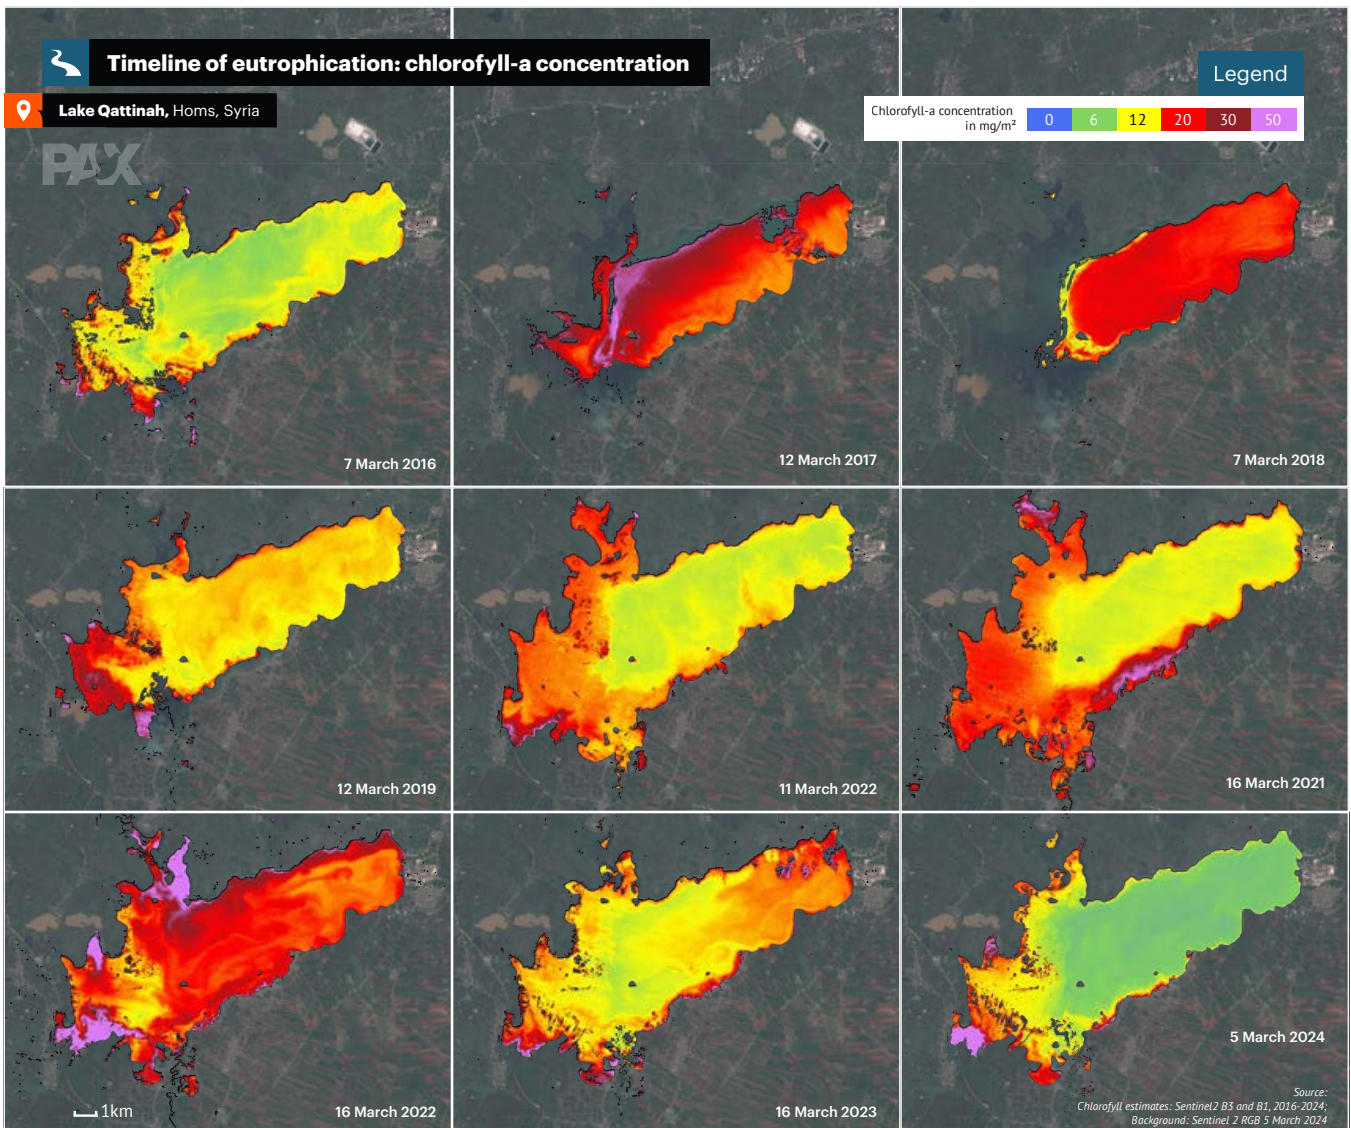 Timeline of eutrophication: chlorofyll-a concentration
Lake Qattinah, Homs, Syria
PAX
Legend
Chlorofyll-a concentration
in mg/m²
0 6 12 20 30 50
7 March 2016
12 March 2017
7 March 2018
12 March 2019
11 March 2022
16 March 2021
16 March 2022
16 March 2023
5 March 2024
1km
Source:
Chlorofyll estimates: Sentinel2 B3 and B1, 2016-2024;
Background: Sentinel 2 RGB 5 March 2024